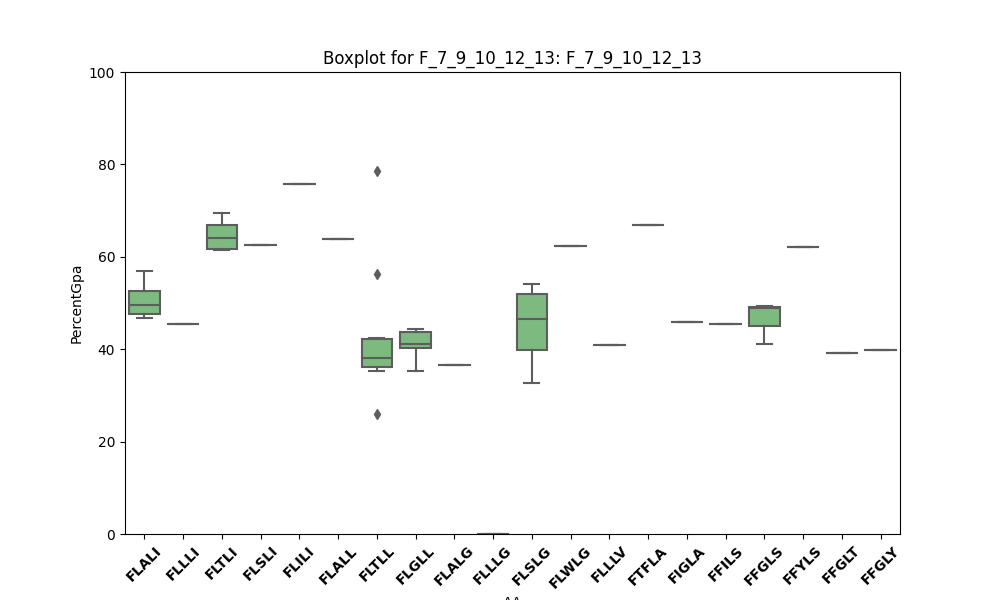 Boxplot for F_7_9_10_12_13: F_7_9_10_12_13
100
80
60
40
20
0
PercentGpa
FLALI
FLLLI
FLTLI
FLSLI
FLILI
FLALL
FLTLL
FLGLL
FLALG
FLLLG
FLSLG
FLWLG
FLLLV
FTFLA
FIGLA
FFILS
FFGLS
FFYLS
FFGLT
FFGLY